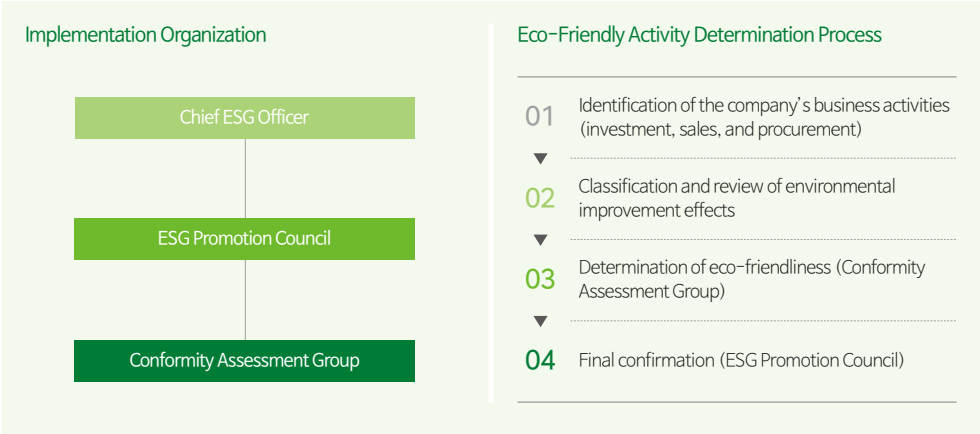 Implementation Organization
Chief ESG Officer
ESG Promotion Council
Conformity Assessment Group
Eco-Friendly Activity Determination Process
01
Identification of the company's business activities
(investment, sales, and procurement)
02
Classification and review of environmental
improvement effects
03
Determination of eco-friendliness (Conformity
Assessment Group)
04
Final confirmation (ESG Promotion Council)